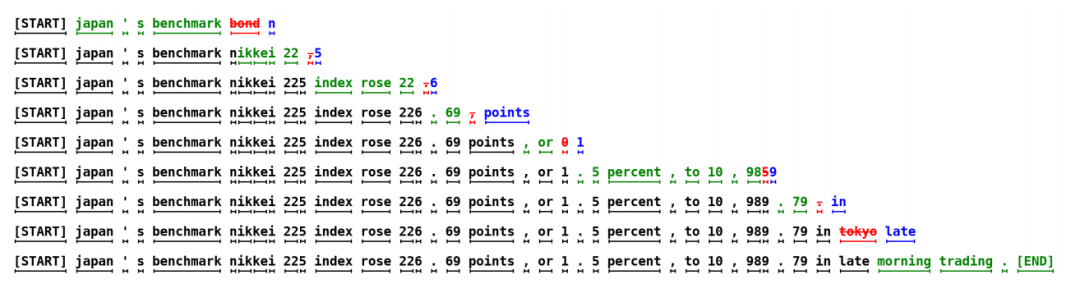 [START] japan ' s benchmark bond n
[START] japan ' s benchmark nikkei 22 , 5
[START] japan ' s benchmark nikkei 225 index rose 22 . 6
[START] japan ' s benchmark nikkei 225 index rose 226 . 69 , points
[START] japan ' s benchmark nikkei 225 index rose 226 . 69 points , or 0 1
[START] japan ' s benchmark nikkei 225 index rose 226 . 69 points , or 1 . 5 percent , to 10 , 9859
[START] japan ' s benchmark nikkei 225 index rose 226 . 69 points , or 1 . 5 percent , to 10 , 989 . 79 . in
[START] japan ' s benchmark nikkei 225 index rose 226 . 69 points , or 1 . 5 percent , to 10 , 989 . 79 in tokyo late
[START] japan ' s benchmark nikkei 225 index rose 226 . 69 points , or 1 . 5 percent , to 10 , 989 . 79 in late morning trading . [END]